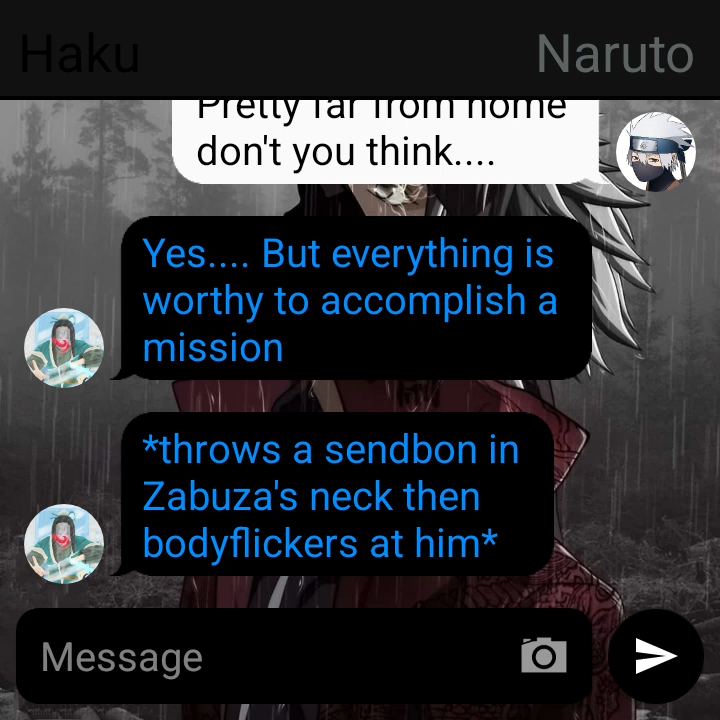 Haku
Naruto
Pretty far from home
don't you think....
Yes.... But everything is
worthy to accomplish a
mission
*throws a sendbon in
Zabuza's neck then
bodyflickers at him*
Message